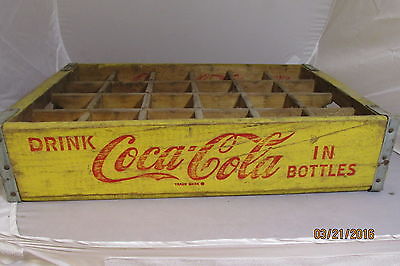 DRINK Coca-Cola IN BOTTLES
TRADE MARK ®
03/21/2016